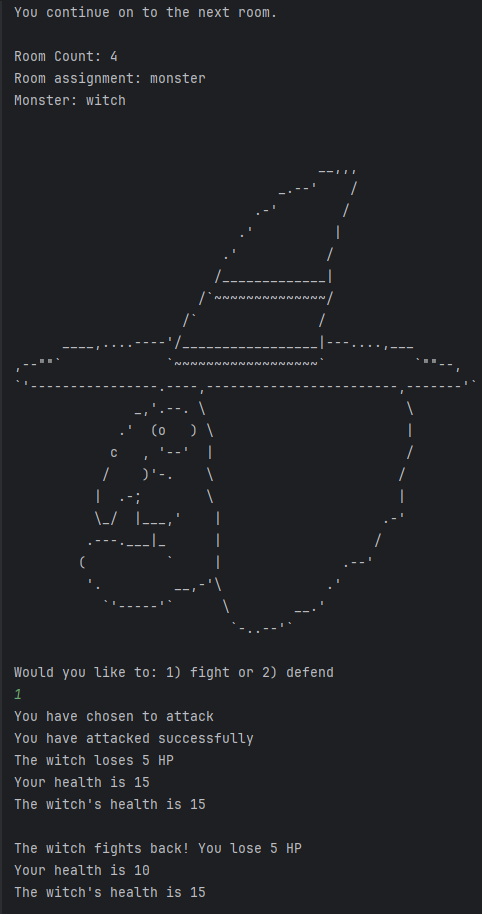 You continue on to the next room.
Room Count: 4
Room assignment: monster
Monster: witch
Would you like to: 1) fight or 2) defend
1
You have chosen to attack
You have attacked successfully
The witch loses 5 HP
Your health is 15
The witch's health is 15
The witch fights back! You lose 5 HP
Your health is 10
The witch's health is 15